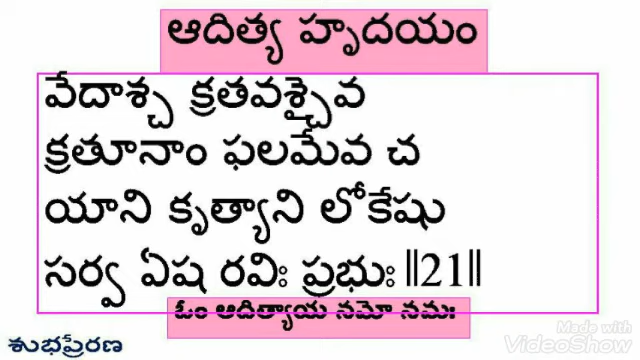 ఆదిత్య హృదయం
వేదాశ్చ క్రతవశ్చైవ
క్రతూనాం ఫలమేవ చ
యాని కృత్యాని లోకేషు
సర్వ ఏష రవిః ప్రభుః ||21||
ఓం ఆదిత్యాయ నమో నమః
శుభప్రేరణ
Made with
VideoShow